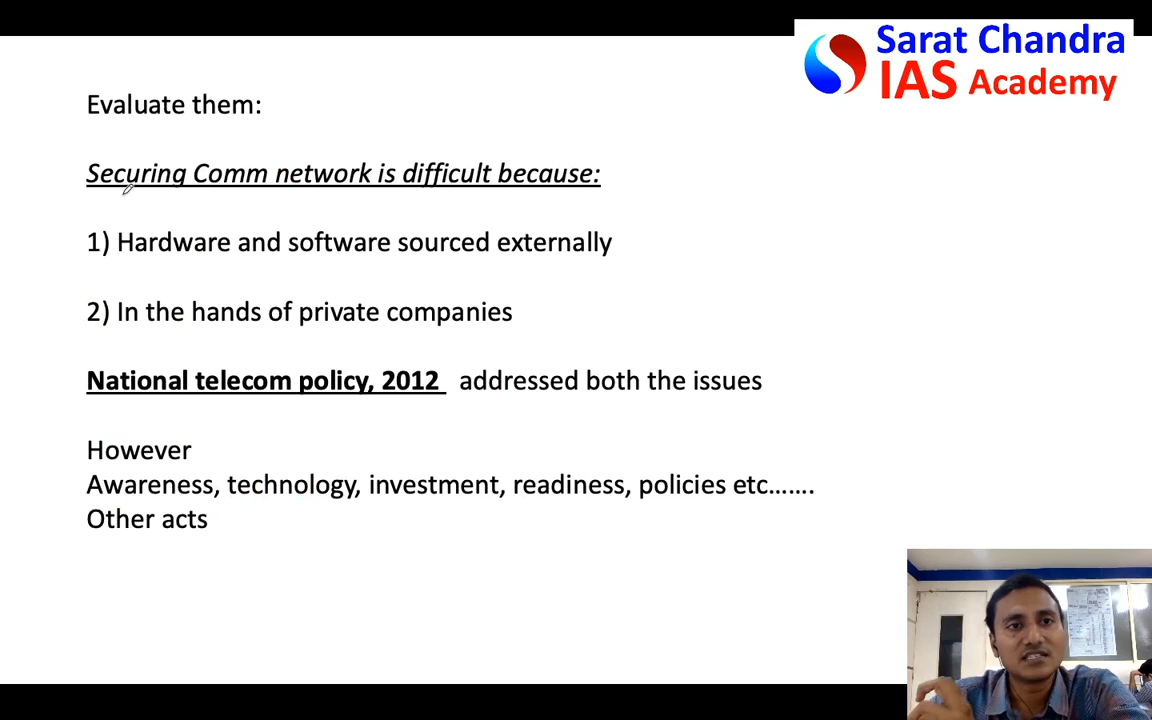 Sarat Chandra
IAS Academy
Evaluate them:
Securing Comm network is difficult because:
1) Hardware and software sourced externally
2) In the hands of private companies
National telecom policy, 2012 addressed both the issues
However
Awareness, technology, investment, readiness, policies etc.......
Other acts